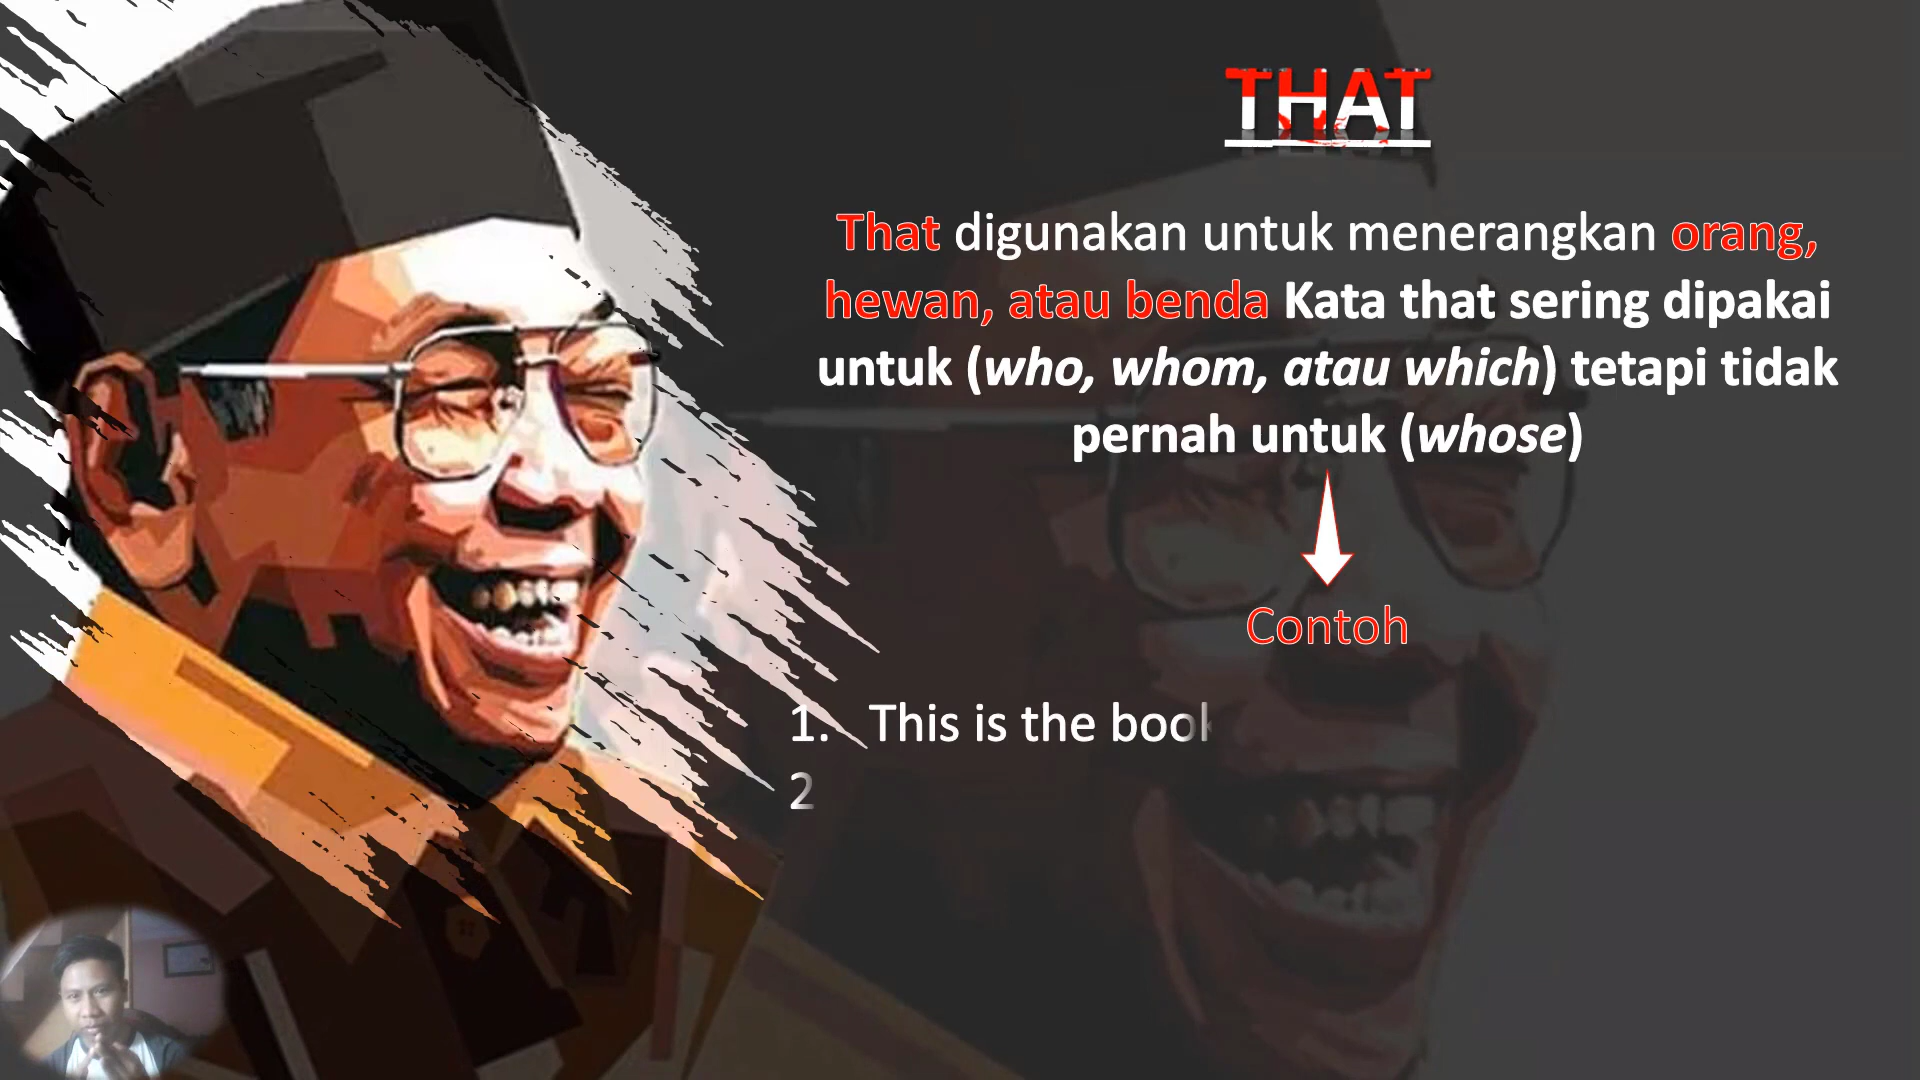 THAT
That digunakan untuk menerangkan orang,
hewan, atau benda Kata that sering dipakai
untuk (who, whom, atau which) tetapi tidak
pernah untuk (whose)
Contoh
1. This is the book
2